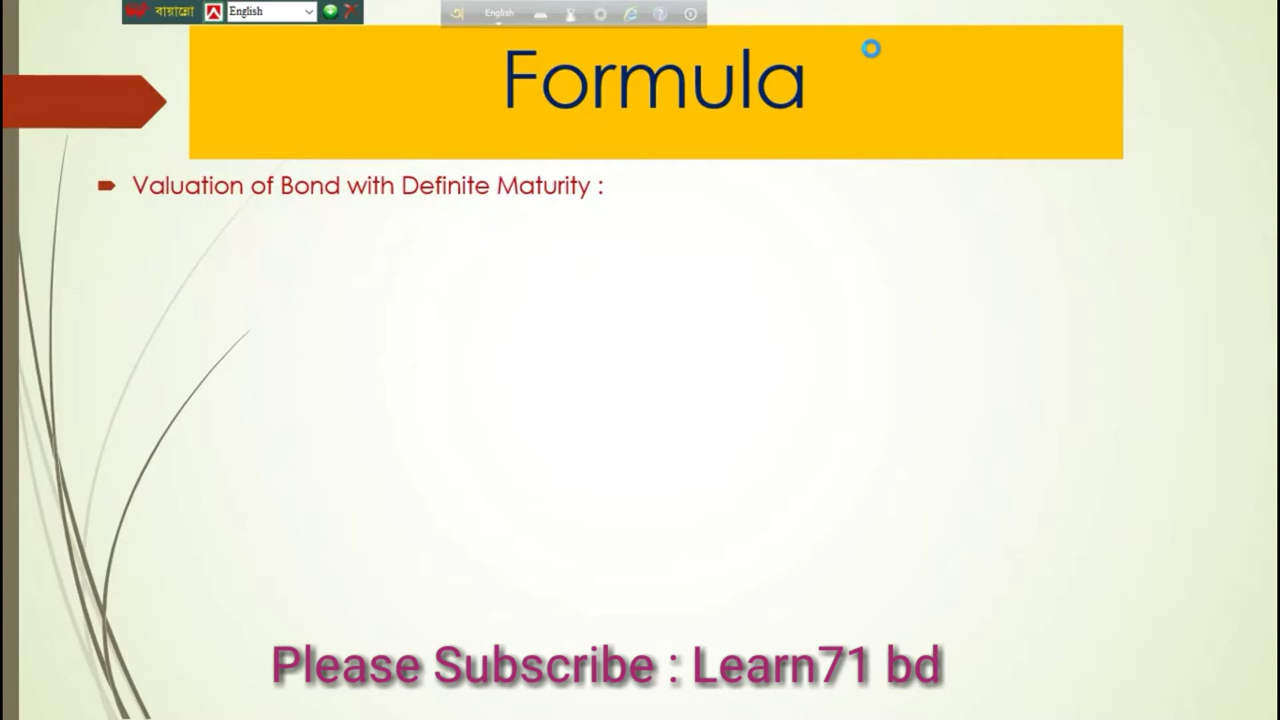 বায়ান্নো English
English
Formula
Valuation of Bond with Definite Maturity :
Please Subscribe : Learn71 bd